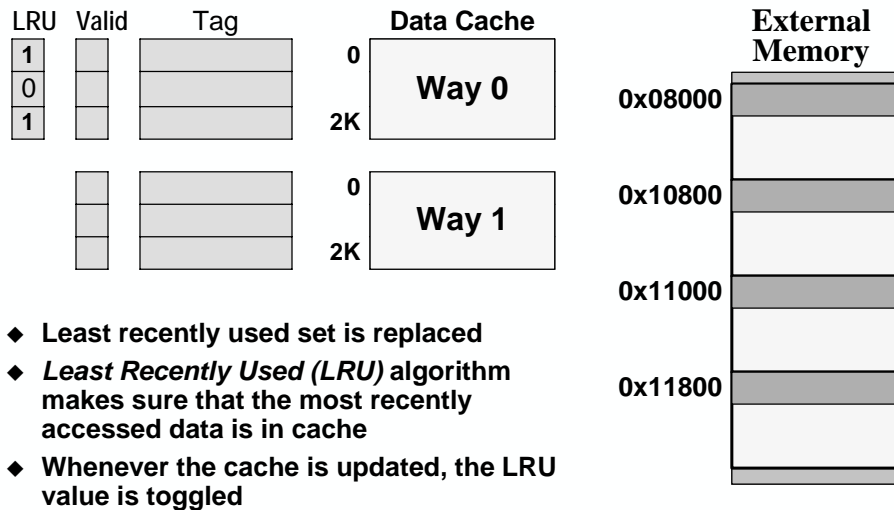 LRU Valid Tag Data Cache
1
0
1
0
2K
Way 0
0
2K
Way 1
External
Memory
0x08000
0x10800
0x11000
0x11800
◆ Least recently used set is replaced
◆ Least Recently Used (LRU) algorithm
makes sure that the most recently
accessed data is in cache
◆ Whenever the cache is updated, the LRU
value is toggled